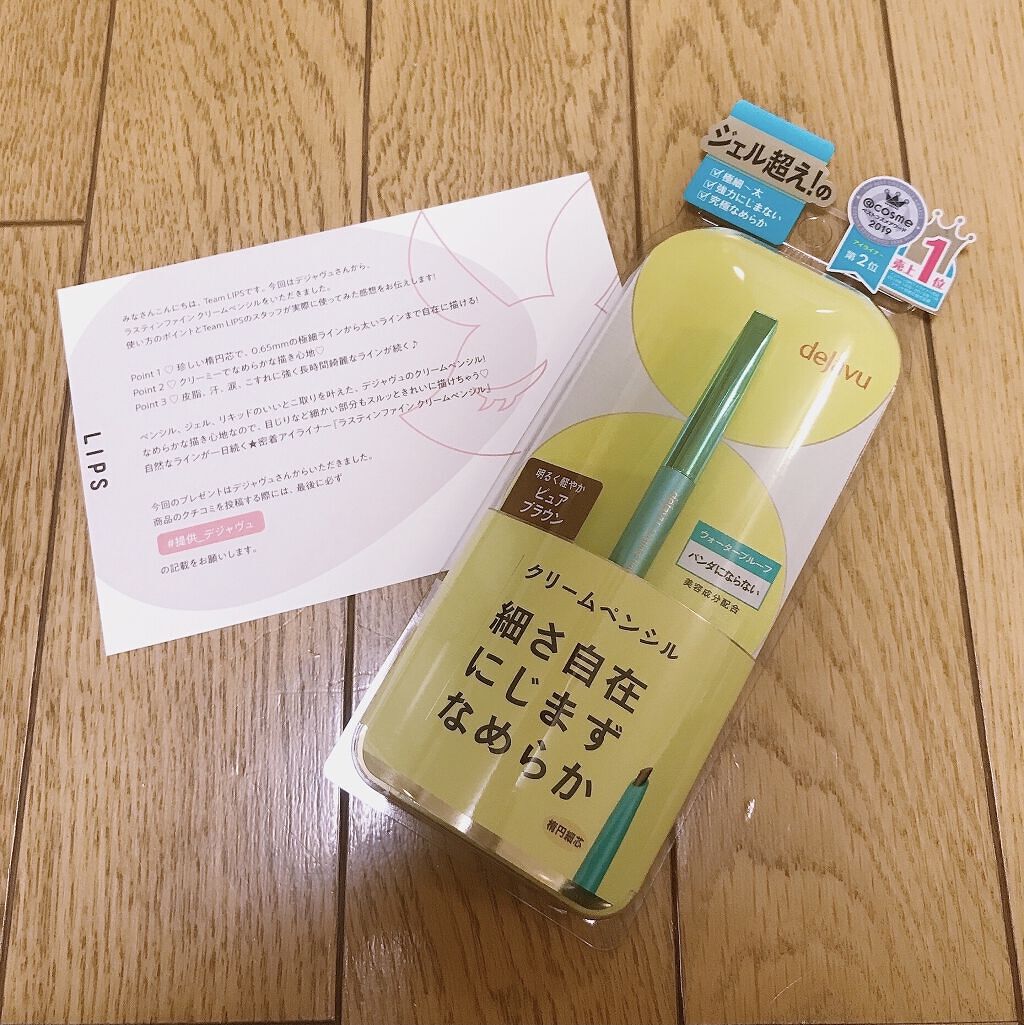 みなさんこんにちは、Team LIPSです。今回はデジャヴュさんから、
ラスティンファイン クリームペンシルをいただきました。
使い方のポイントとTeam LIPSのスタッフが実際に使ってみた感想をお伝えします!
Point 1 ♡ 珍しい楕円芯で、0.65mmの極細ラインから太いラインまで自在に描ける!
Point 2 ♡ クリーミーでなめらかな描き心地♡
Point 3 ♡ 皮脂、汗、涙、こすれに強く長時間綺麗なラインが続く♪
ペンシル、ジェル、リキッドのいいとこ取りを叶えた、デジャヴュのクリームペンシル!
なめらかな描き心地なので、目じりなど細かい部分もスルッときれいに描けちゃう♡
自然なラインが一日続く★密着アイライナー「ラスティンファインクリームペンシル」
今回のプレゼントはデジャヴュさんからいただきました。
商品のクチコミを投稿する際には、最後に必ず
#提供_デジャヴュ
の記載をお願いします。
LIPS
ジェル超え!の
極細～太
強力にじまない
究極なめらか
@cosme
ベストコスメアワード
2019
アイライナー
第2位
売上1位
dejavu
明るく軽やか
ピュア
ブラウン
ウォータープルーフ
パンダにならない
美容成分配合
クリームペンシル
細さ自在
にじまず
なめらか
楕円細芯